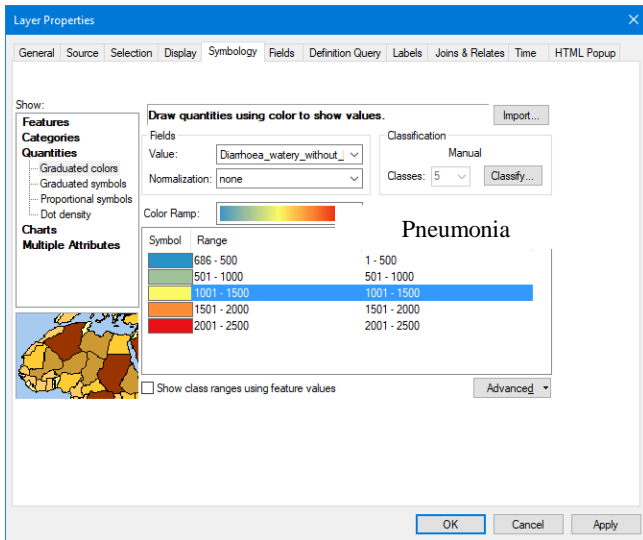 Layer Properties
General Source Selection Display Symbology Fields Definition Query Labels Joins & Relates Time HTML Popup
Show:
Features
Categories
Quantities
Graduated colors
Graduated symbols
Proportional symbols
Dot density
Charts
Multiple Attributes
Draw quantities using color to show values.
Import...
Fields
Value: Diarrhoea_watery_without_
Normalization: none
Classification
Manual
Classes: 5 Classify...
Color Ramp:
Pneumonia
Symbol Range
686 - 500 1 - 500
501 - 1000 501 - 1000
1001 - 1500 1001 - 1500
1501 - 2000 1501 - 2000
2001 - 2500 2001 - 2500
Show class ranges using feature values
Advanced
OK Cancel Apply